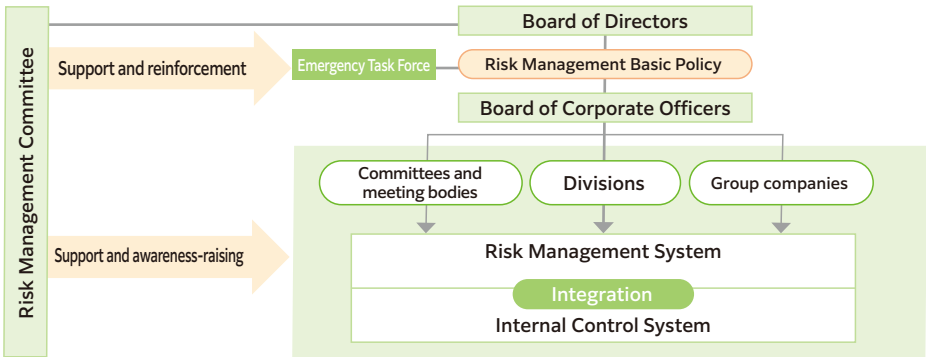 Risk Management Committee
Board of Directors
Support and reinforcement
Emergency Task Force
Risk Management Basic Policy
Board of Corporate Officers
Committees and
meeting bodies
Divisions
Group companies
Support and awareness-raising
Risk Management System
Integration
Internal Control System